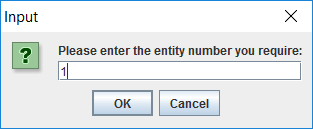 Input
?
Please enter the entity number you require:
1
OK Cancel